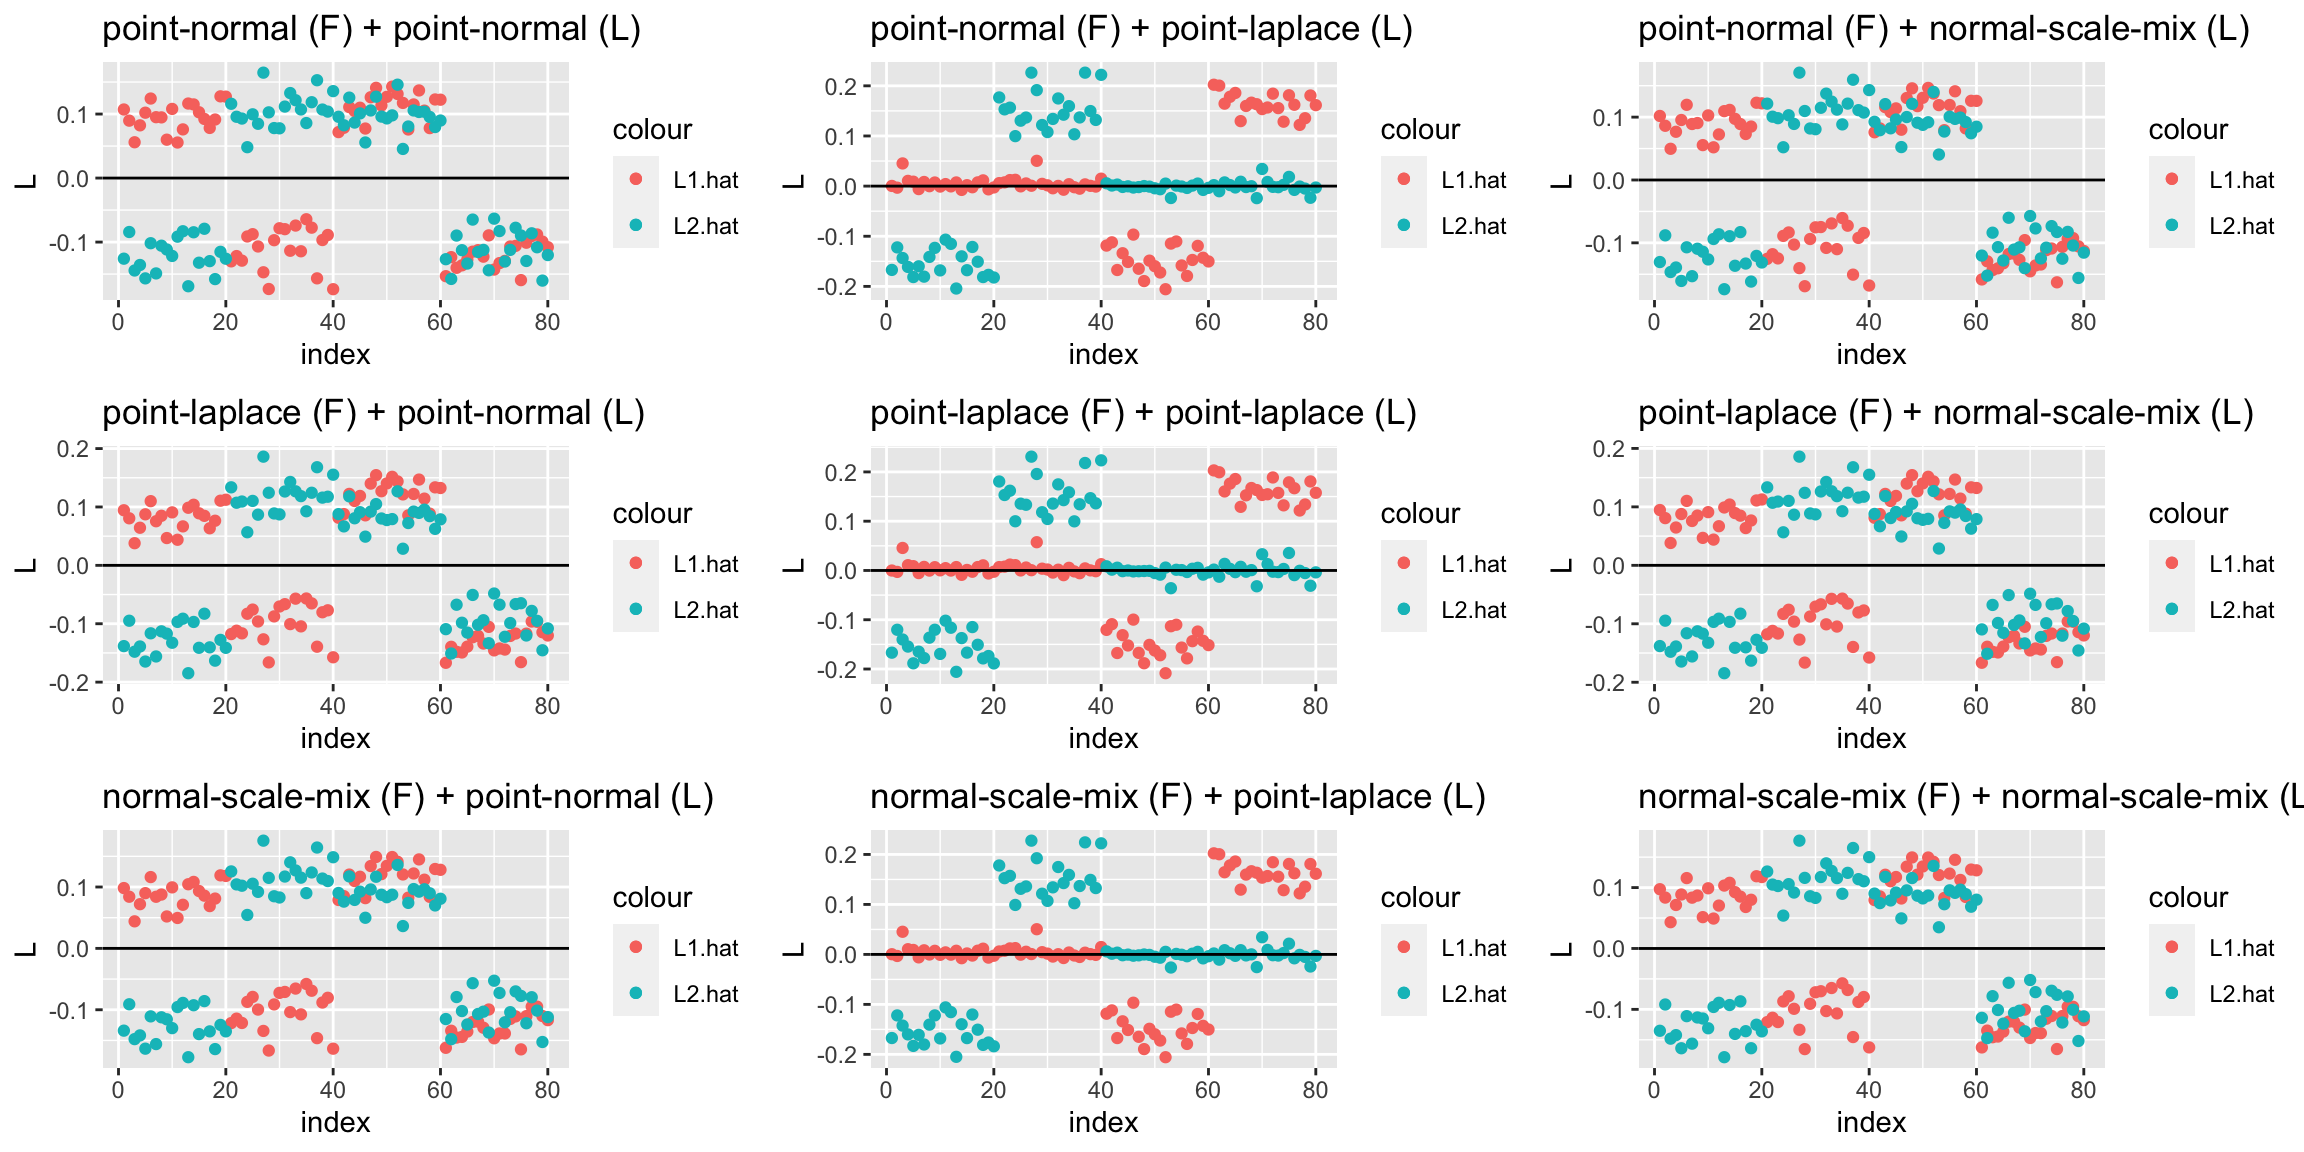 point-normal (F) + point-normal (L)
L
0.1
0.0
-0.1
0 20 40 60 80
index
colour
L1.hat
L2.hat
point-normal (F) + point-laplace (L)
L
0.2
0.1
0.0
-0.1
-0.2
0 20 40 60 80
index
colour
L1.hat
L2.hat
point-normal (F) + normal-scale-mix (L)
L
0.1
0.0
-0.1
0 20 40 60 80
index
colour
L1.hat
L2.hat
point-laplace (F) + point-normal (L)
L
0.2
0.1
0.0
-0.1
-0.2
0 20 40 60 80
index
colour
L1.hat
L2.hat
point-laplace (F) + point-laplace (L)
L
0.2
0.1
0.0
-0.1
-0.2
0 20 40 60 80
index
colour
L1.hat
L2.hat
point-laplace (F) + normal-scale-mix (L)
L
0.2
0.1
0.0
-0.1
-0.2
0 20 40 60 80
index
colour
L1.hat
L2.hat
normal-scale-mix (F) + point-normal (L)
L
0.1
0.0
-0.1
0 20 40 60 80
index
colour
L1.hat
L2.hat
normal-scale-mix (F) + point-laplace (L)
L
0.2
0.1
0.0
-0.1
-0.2
0 20 40 60 80
index
colour
L1.hat
L2.hat
normal-scale-mix (F) + normal-scale-mix (L
L
0.1
0.0
-0.1
0 20 40 60 80
index
colour
L1.hat
L2.hat